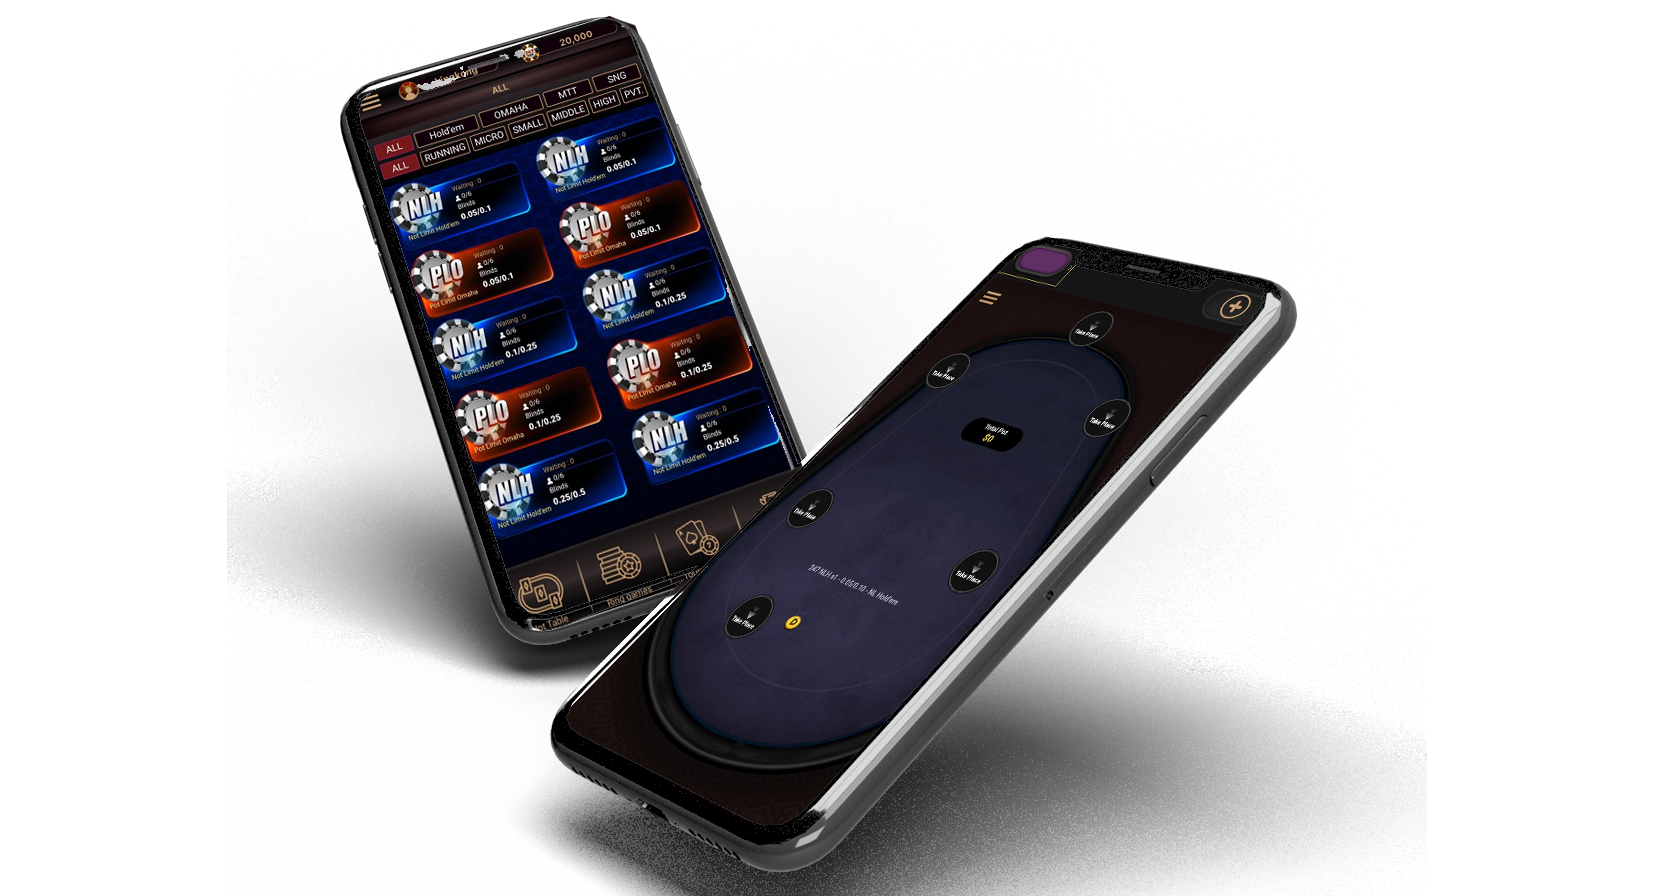 20,000
ALL
ALL Hold'em OMAHA MTT SNG
ALL RUNNING MICRO SMALL MIDDLE HIGH PVT.
NLH
Waiting : 0
0/6
Blinds
0.05/0.1
Not Limit Hold'em
NLH
Waiting : 0
0/6
Blinds
0.05/0.1
Not Limit Hold'em
PLO
Waiting : 0
0/6
Blinds
0.05/0.1
Pot Limit Omaha
PLO
Waiting : 0
0/6
Blinds
0.05/0.1
Pot Limit Omaha
NLH
Waiting : 0
0/6
Blinds
0.1/0.25
Not Limit Hold'em
NLH
Waiting : 0
0/6
Blinds
0.1/0.25
Not Limit Hold'em
PLO
Waiting : 0
0/6
Blinds
0.1/0.25
Pot Limit Omaha
PLO
Waiting : 0
0/6
Blinds
0.1/0.25
Pot Limit Omaha
NLH
Waiting : 0
0/6
Blinds
0.25/0.5
Not Limit Hold'em
NLH
Waiting : 0
0/6
Blinds
0.25/0.5
Not Limit Hold'em
Table
Ring games
Take Place
Take Place
Take Place
Total Pot
$0
Take Place
Take Place
247 NLH x1 - 0.05/0.10 - NL Hold'em
Take Place
D